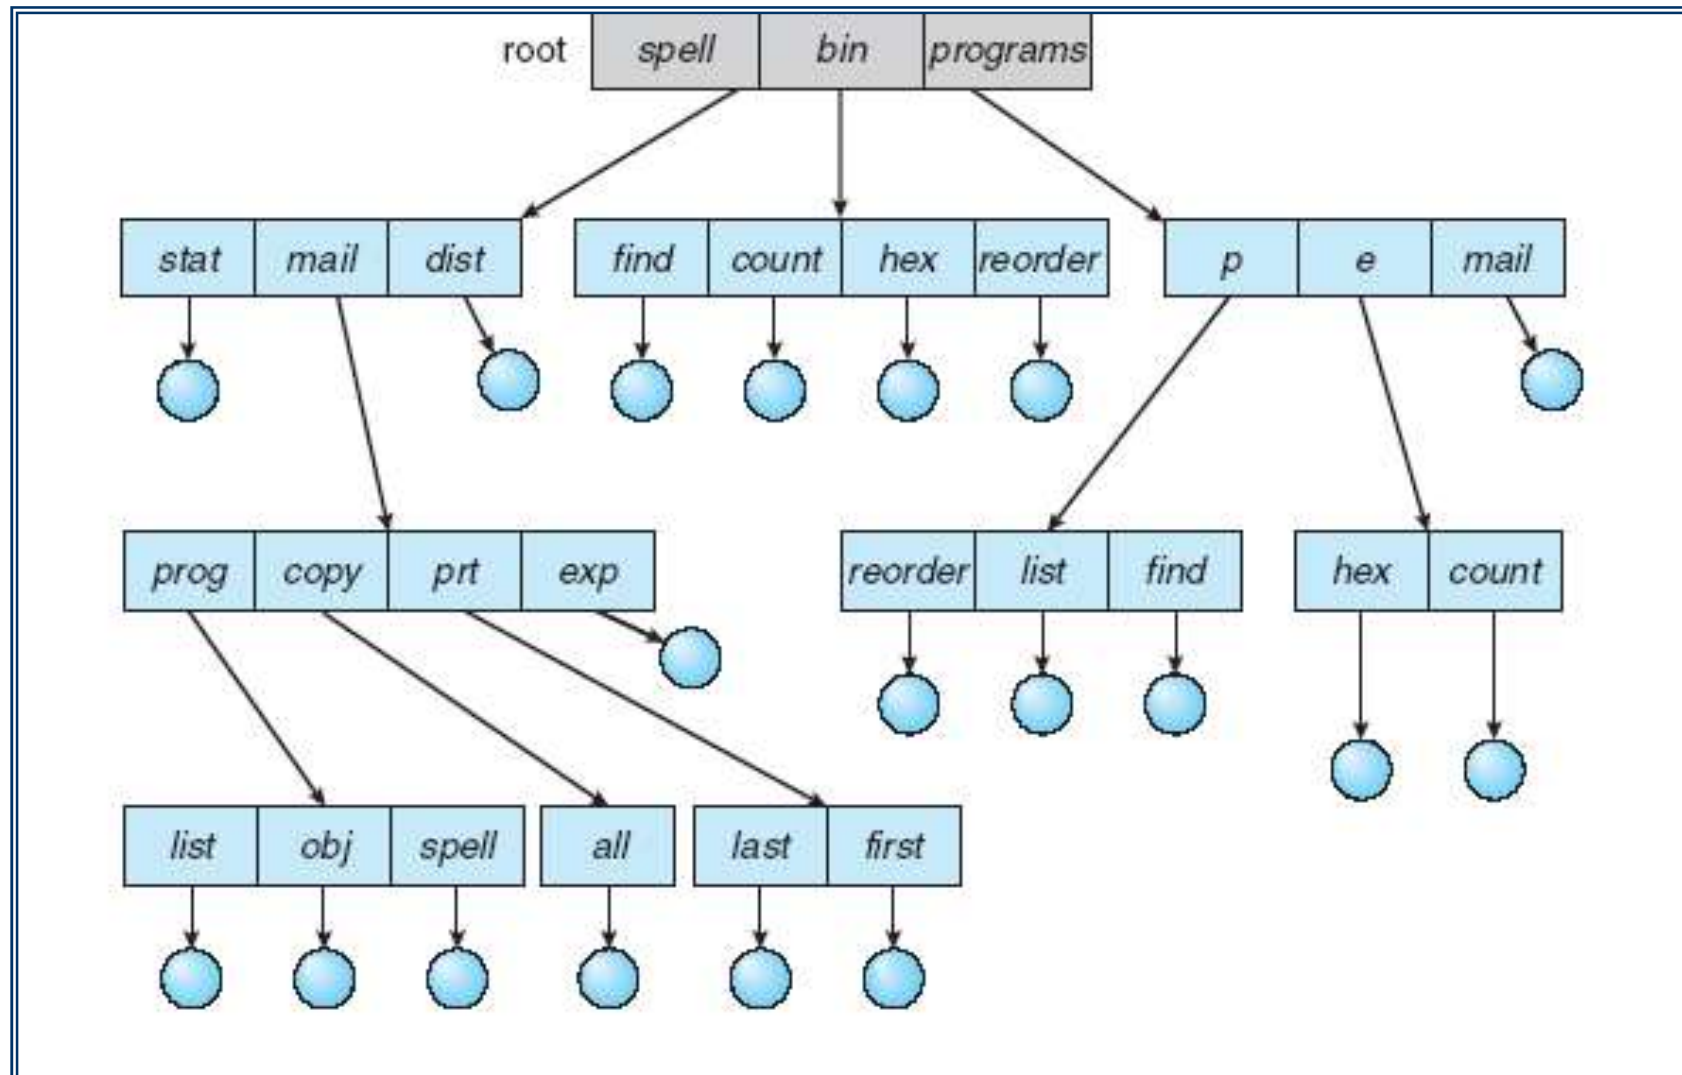 root spell bin programs
stat mail dist find count hex reorder p e mail
prog copy prt exp reorder list find hex count
list obj spell all last first